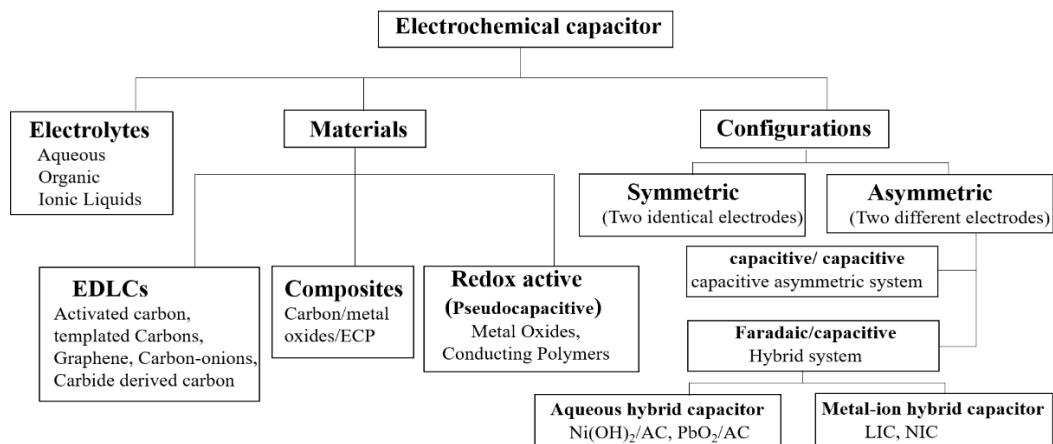 Electrochemical capacitor
Electrolytes
Aqueous
Organic
Ionic Liquids
Materials
Configurations
Symmetric
(Two identical electrodes)
Asymmetric
(Two different electrodes)
EDLCs
Activated carbon,
templated Carbons,
Graphene, Carbon-onions,
Carbide derived carbon
Composites
Carbon/metal
oxides/ECP
Redox active
(Pseudocapacitive)
Metal Oxides,
Conducting Polymers
capacitive/ capacitive
capacitive asymmetric system
Faradaic/capacitive
Hybrid system
Aqueous hybrid capacitor
Ni(OH)₂/AC, PbO₂/AC
Metal-ion hybrid capacitor
LIC, NIC